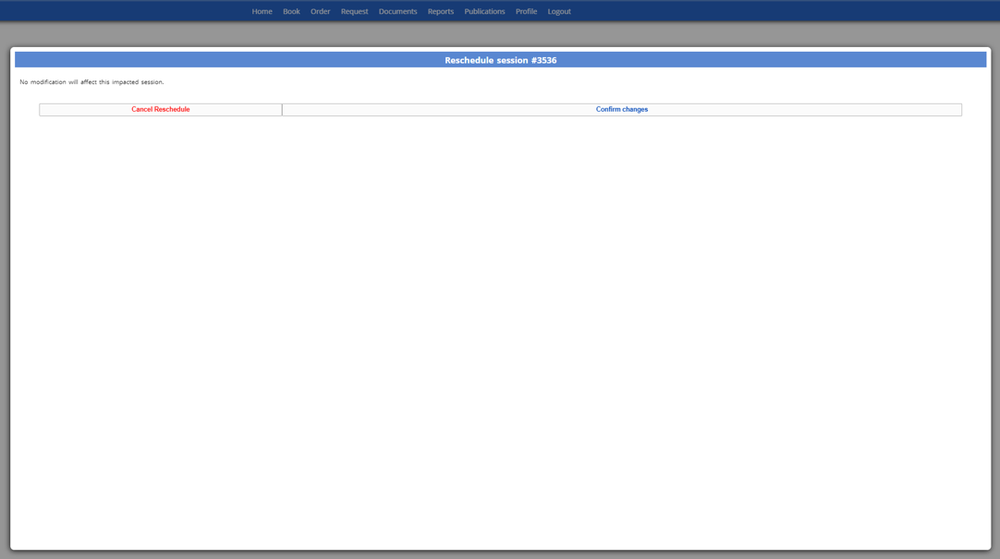 Home Book Order Request Documents Reports Publications Profile Logout
Reschedule session #3536
No modification will affect this impacted session.
Cancel Reschedule Confirm changes